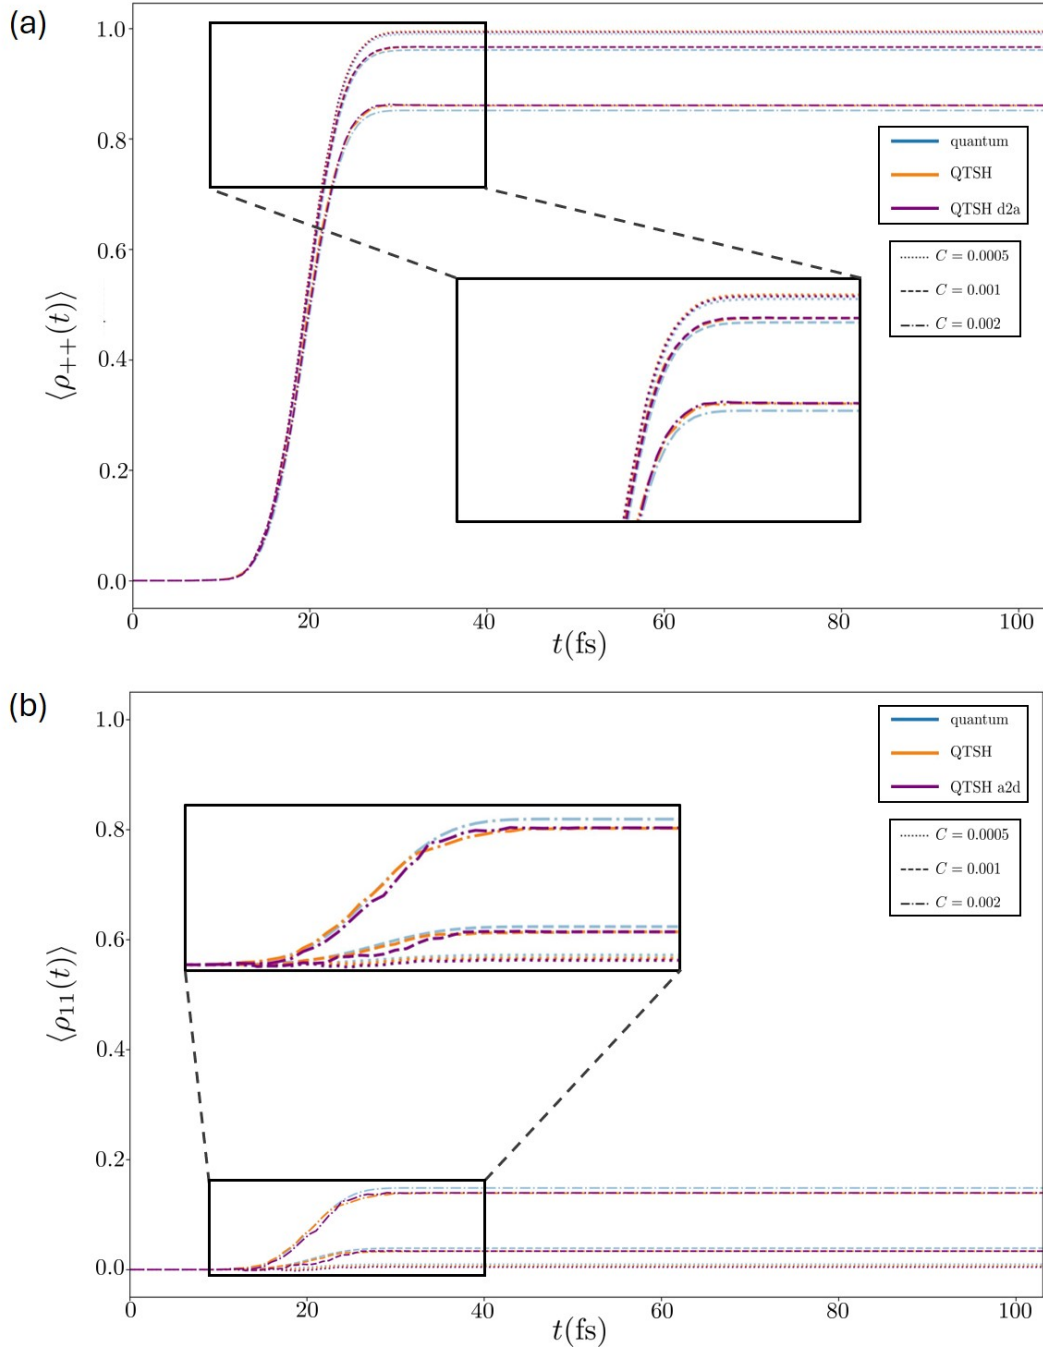 (a)
1.0
0.8
0.6
0.4
0.2
0.0
⟨ρ₊₊(t)⟩
quantum
QTSH
QTSH d2a
C = 0.0005
C = 0.001
C = 0.002
0 20 40 60 80 100
t(fs)
(b)
1.0
0.8
0.6
0.4
0.2
0.0
⟨ρ₁₁(t)⟩
quantum
QTSH
QTSH a2d
C = 0.0005
C = 0.001
C = 0.002
0 20 40 60 80 100
t(fs)